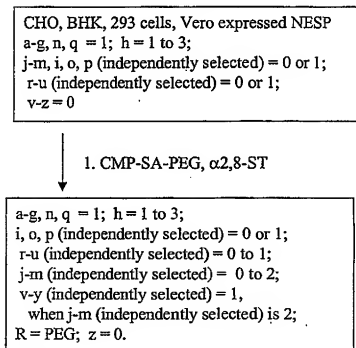 CHO, BHK, 293 cells, Vero expressed NESP
a-g, n, q = 1; h = 1 to 3;
j-m, i, o, p (independently selected) = 0 or 1;
r-u (independently selected) = 0 or 1;
v-z = 0
1. CMP-SA-PEG, α2,8-ST
a-g, n, q = 1; h = 1 to 3;
i, o, p (independently selected) = 0 or 1;
r-u (independently selected) = 0 to 1;
j-m (independently selected) = 0 to 2;
v-y (independently selected) = 1,
when j-m (independently selected) is 2;
R = PEG; z = 0.